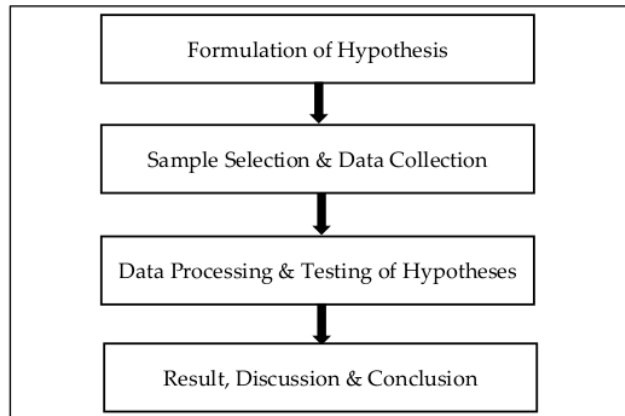 Formulation of Hypothesis
Sample Selection & Data Collection
Data Processing & Testing of Hypotheses
Result, Discussion & Conclusion